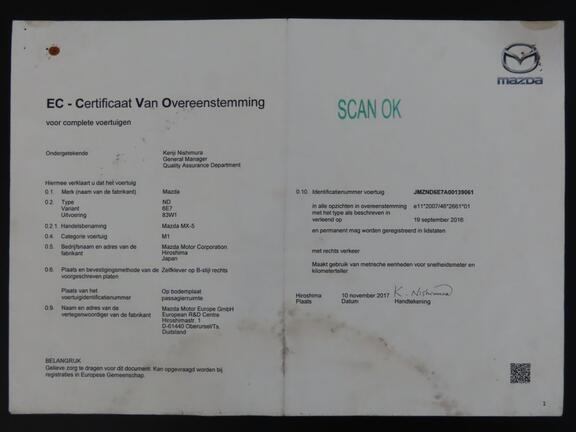 mazda
EC - Certificaat Van Overeenstemming
SCAN OK
voor complete voertuigen
Ondergetekende
Kenji Nishimura
General Manager
Quality Assurance Department
Hiermee verklaart u dat het voertuig
0.1. Merk (naam van de fabrikant) Mazda
0.2. Type ND
Variant 6E7
Uitvoering 83W1
0.2.1 Handelsbenaming Mazda MX-5
0.4. Categorie voertuig M1
0.5. Bedrijfsnaam en adres van de fabrikant
Mazda Motor Corporation
Hiroshima
Japan
0.6. Plaats en bevestigingsmethode van de voorgeschreven platen
Zelfklever op B-stijl rechts
Plaats van het voertuigidentificatienummer
Op bodemplaat
passagiersruimte
0.9. Naam en adres van de vertegenwoordiger van de fabrikant
Mazda Motor Europe GmbH
European R&D Centre
Hiroshimastr. 1
D-61440 Oberursel/Ts.
Duitsland
BELANGRIJK
Gelieve zorg te dragen voor dit document. Kan opgevraagd worden bij
registraties in Europese Gemeenschap.
0.10. Identificatienummer voertuig JMZND6E7A00139061
in alle opzichten in overeenstemming e11*2007/46*2661*01
met het type als beschreven in
verleend op 19 september 2016
en permanent mag worden geregistreerd in lidstaten
met rechts verkeer
Maakt gebruik van metrische eenheden voor snelheidsmeter en
kilometerteller
K. Nishimura
Hiroshima 10 november 2017
Plaats Datum Handtekening
1